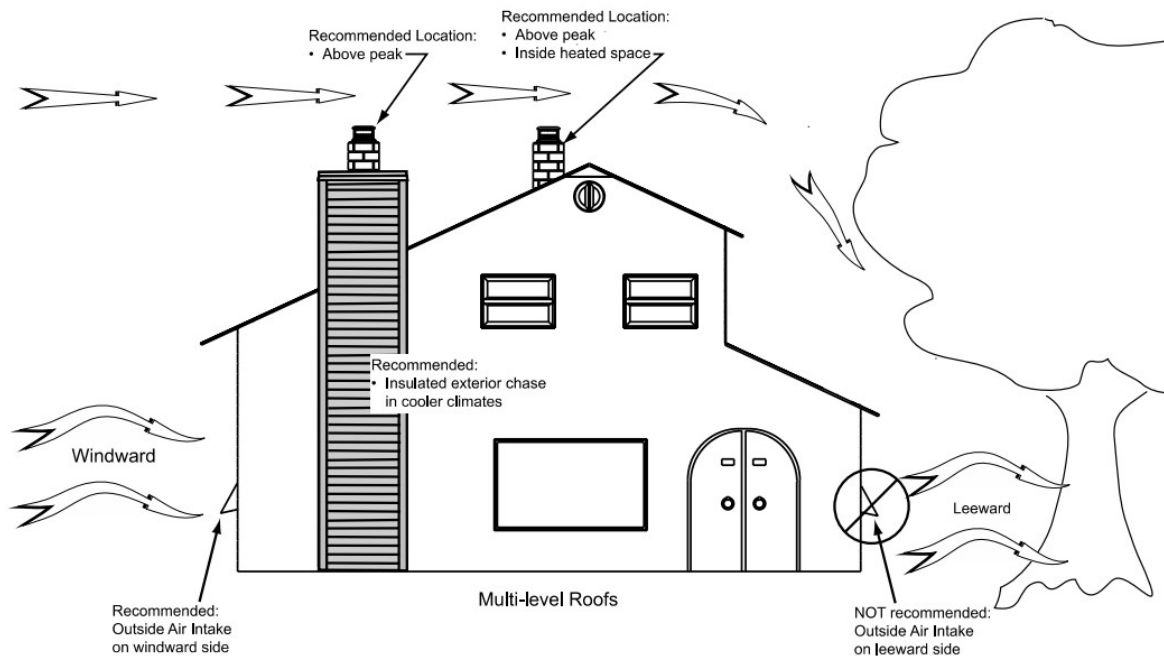 Recommended Location:
• Above peak
Recommended Location:
• Above peak
• Inside heated space
Recommended:
• Insulated exterior chase
in cooler climates
Windward
Leeward
Recommended:
Outside Air Intake
on windward side
Multi-level Roofs
NOT recommended:
Outside Air Intake
on leeward side